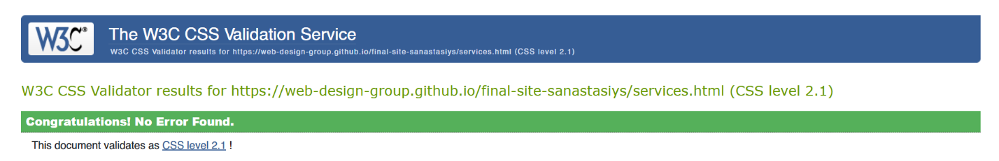 W3C®
The W3C CSS Validation Service
W3C CSS Validator results for https://web-design-group.github.io/final-site-sanastasiys/services.html (CSS level 2.1)
W3C CSS Validator results for https://web-design-group.github.io/final-site-sanastasiys/services.html (CSS level 2.1)
Congratulations! No Error Found.
This document validates as CSS level 2.1 !